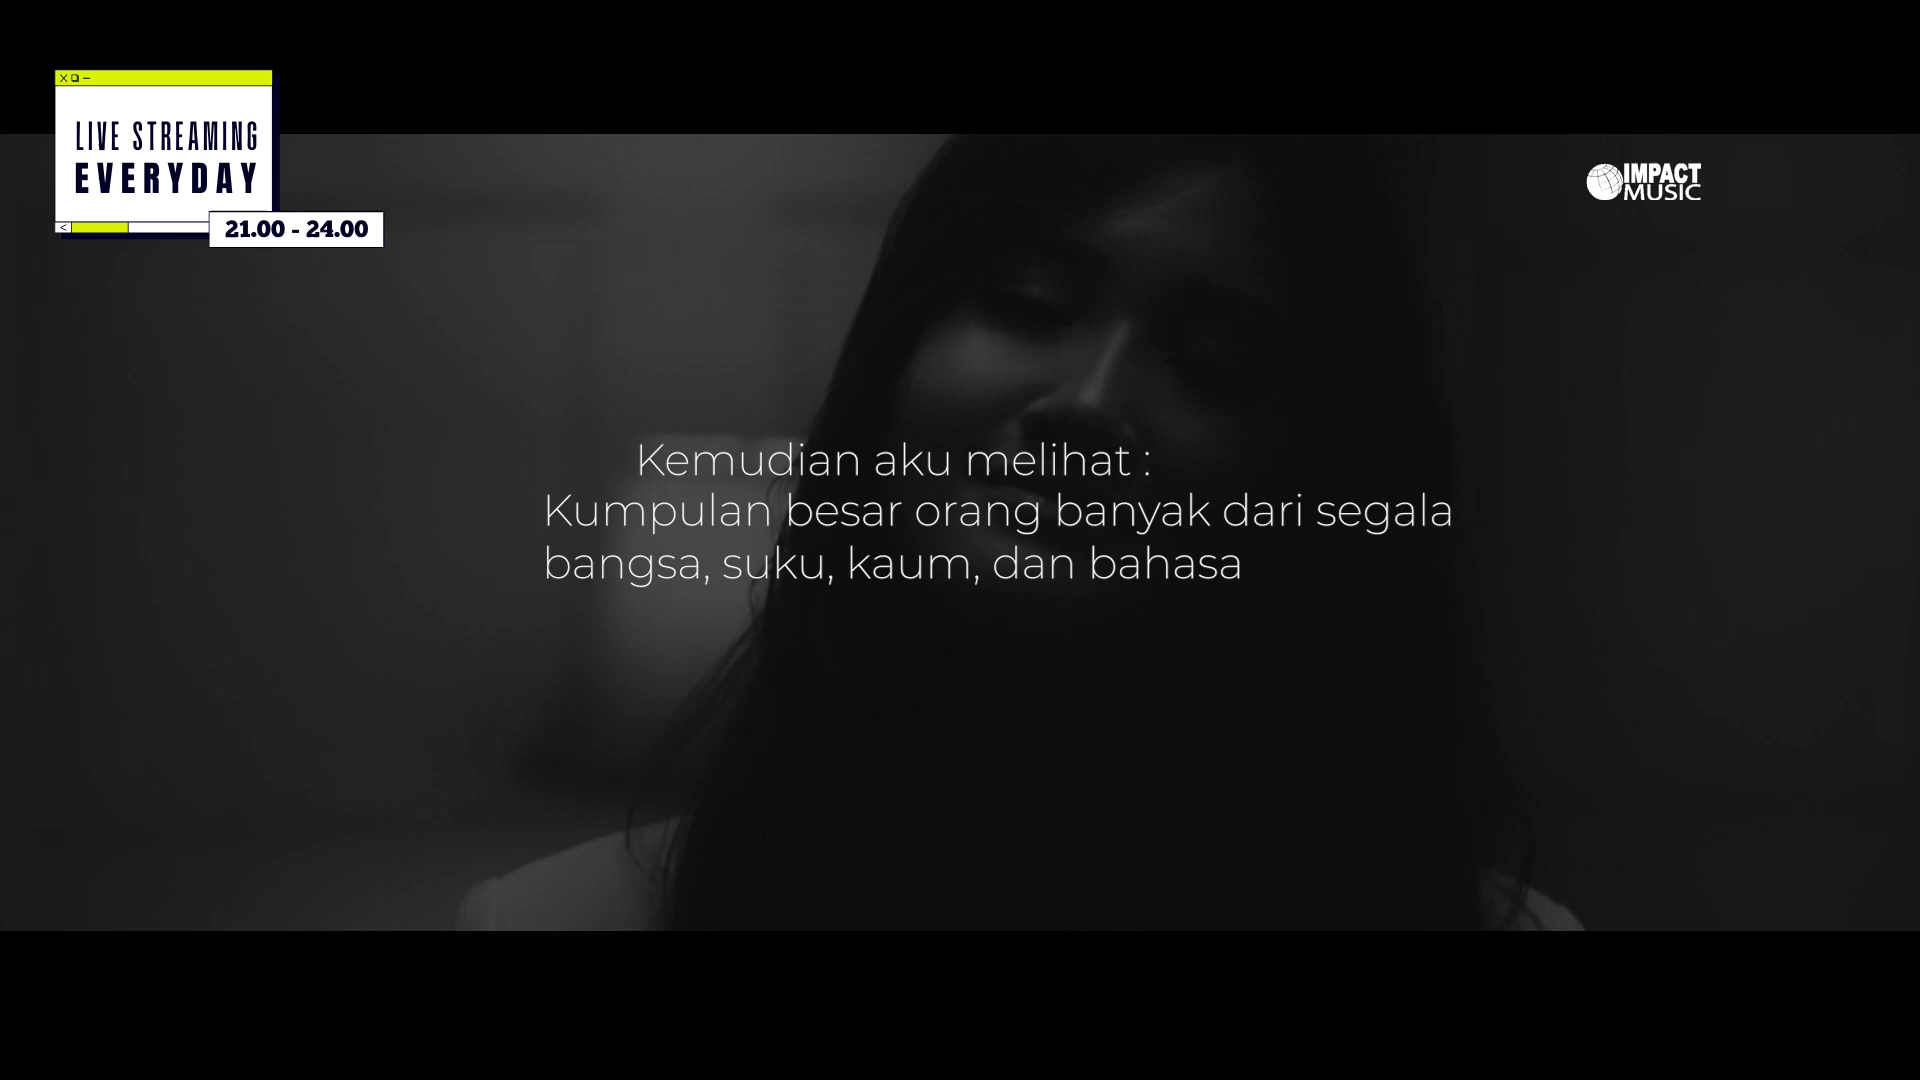 LIVE STREAMING
EVERYDAY
21.00 - 24.00
IMPACT
MUSIC
Kemudian aku melihat :
Kumpulan besar orang banyak dari segala
bangsa, suku, kaum, dan bahasa